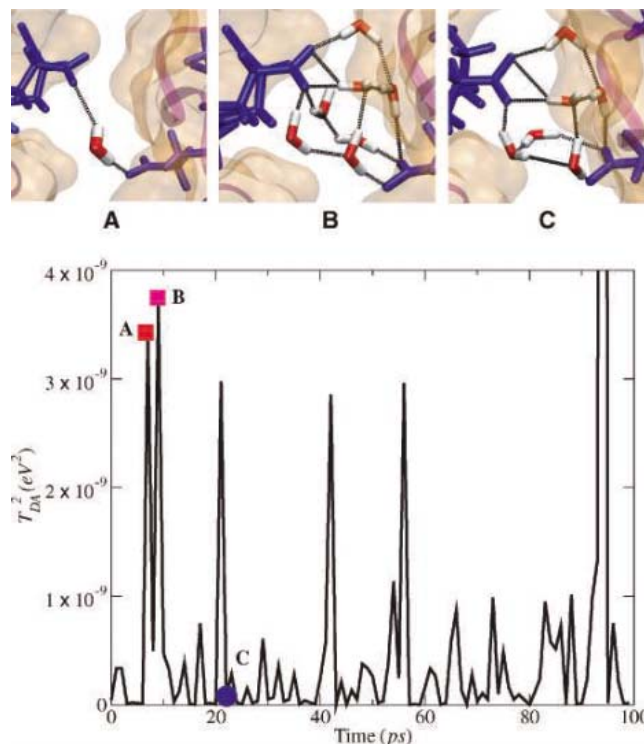 A B C
4 x 10⁻⁹
B
A
3 x 10⁻⁹
T_DA² (eV²)
2 x 10⁻⁹
1 x 10⁻⁹
C
0
0 20 40 60 80 100
Time (ps)